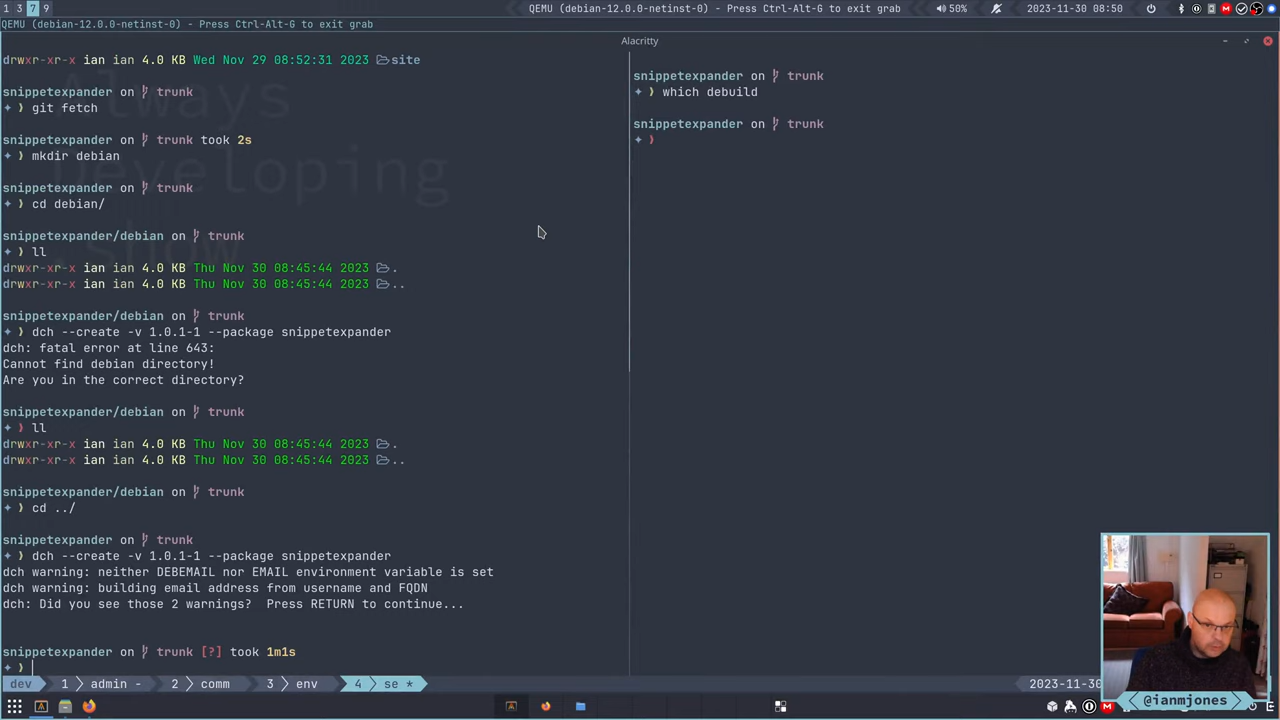 1 3 7 9
QEMU (debian-12.0.0-netinst-0) - Press Ctrl-Alt-G to exit grab
50%
2023-11-30 08:50
QEMU (debian-12.0.0-netinst-0) - Press Ctrl-Alt-G to exit grab
Alacritty
Always
Developing
.show
drwxr-xr-x ian ian 4.0 KB Wed Nov 29 08:52:31 2023 site
snippetexpander on trunk
✦ ❯ git fetch
snippetexpander on trunk took 2s
✦ ❯ mkdir debian
snippetexpander on trunk
✦ ❯ cd debian/
snippetexpander/debian on trunk
✦ ❯ ll
drwxr-xr-x ian ian 4.0 KB Thu Nov 30 08:45:44 2023 .
drwxr-xr-x ian ian 4.0 KB Thu Nov 30 08:45:44 2023 ..
snippetexpander/debian on trunk
✦ ❯ dch --create -v 1.0.1-1 --package snippetexpander
dch: fatal error at line 643:
Cannot find debian directory!
Are you in the correct directory?
snippetexpander/debian on trunk
✦ ❯ ll
drwxr-xr-x ian ian 4.0 KB Thu Nov 30 08:45:44 2023 .
drwxr-xr-x ian ian 4.0 KB Thu Nov 30 08:45:44 2023 ..
snippetexpander/debian on trunk
✦ ❯ cd ../
snippetexpander on trunk
✦ ❯ dch --create -v 1.0.1-1 --package snippetexpander
dch warning: neither DEBEMAIL nor EMAIL environment variable is set
dch warning: building email address from username and FQDN
dch: Did you see those 2 warnings?  Press RETURN to continue...
snippetexpander on trunk [?] took 1m1s
✦ ❯
snippetexpander on trunk
✦ ❯ which debuild
snippetexpander on trunk
✦ ❯
dev 1 admin - 2 comm 3 env 4 se *
2023-11-30
@ianmjones